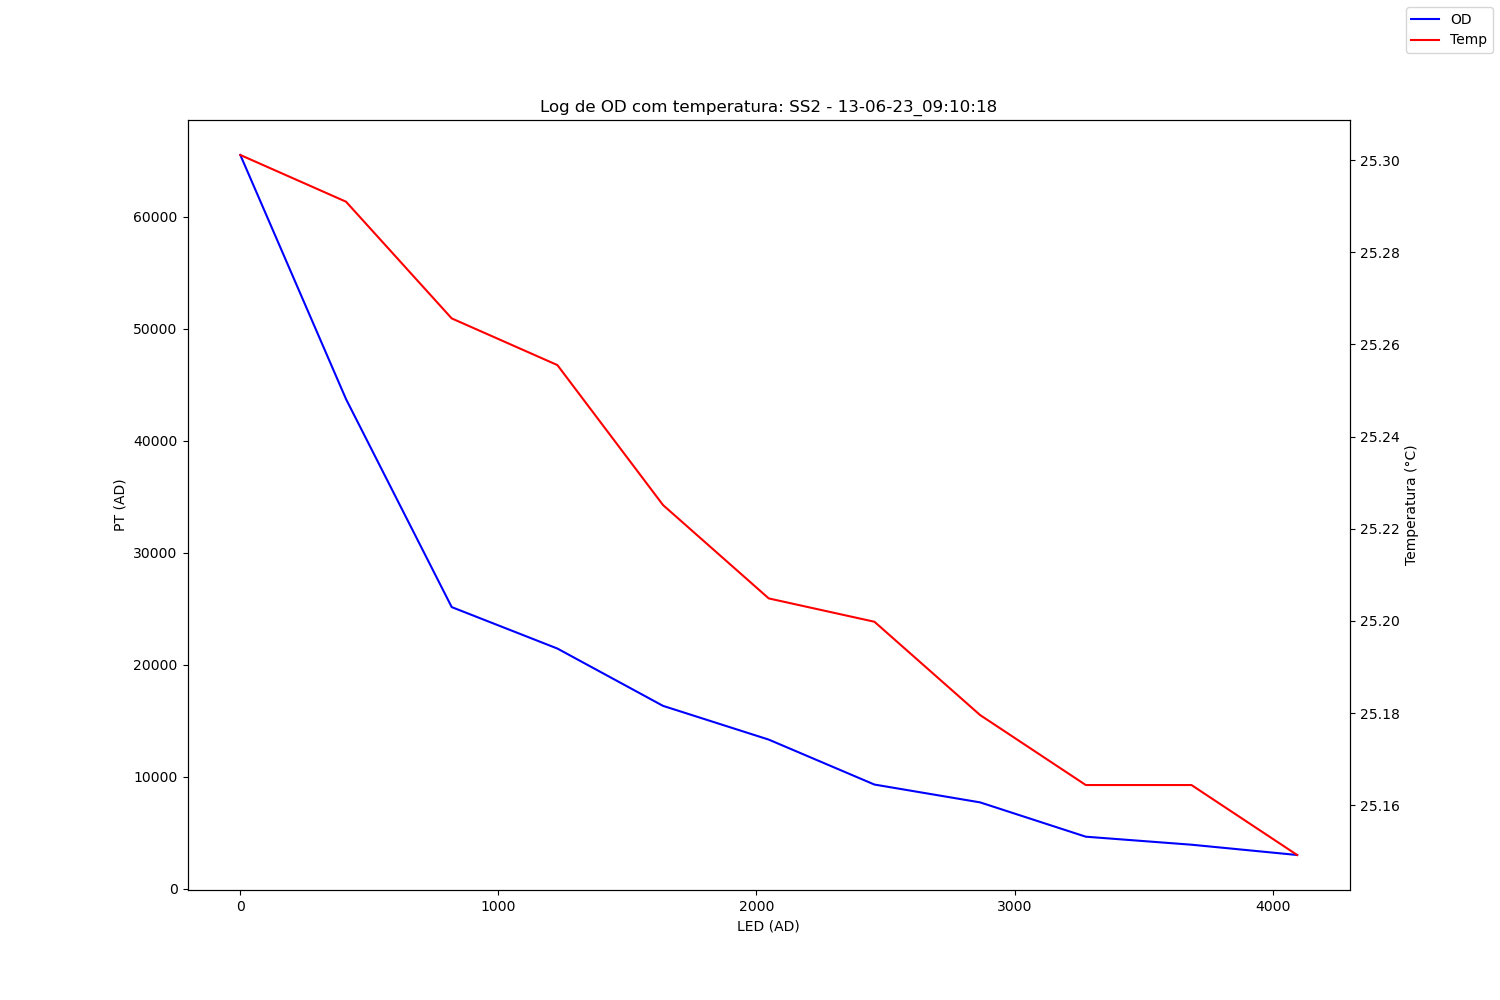 OD
Temp
Log de OD com temperatura: SS2 - 13-06-23_09:10:18
60000
50000
40000
30000
20000
10000
0
PT (AD)
25.30
25.28
25.26
25.24
25.22
25.20
25.18
25.16
Temperatura (°C)
0 1000 2000 3000 4000
LED (AD)